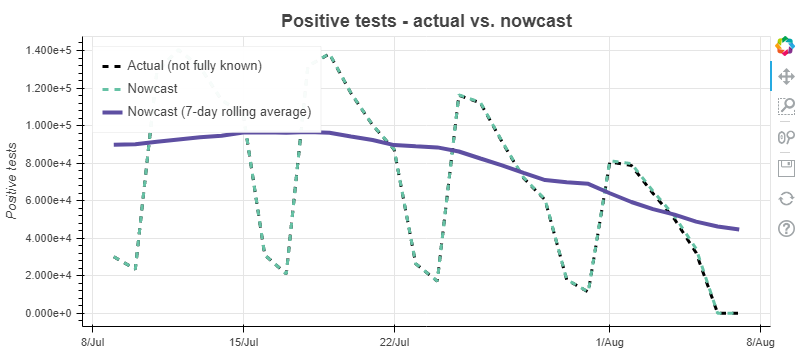 Positive tests - actual vs. nowcast
Actual (not fully known)
Nowcast
Nowcast (7-day rolling average)
Positive tests
1.400e+5
1.200e+5
1.000e+5
8.000e+4
6.000e+4
4.000e+4
2.000e+4
0.000e+0
8/Jul
15/Jul
22/Jul
1/Aug
8/Aug